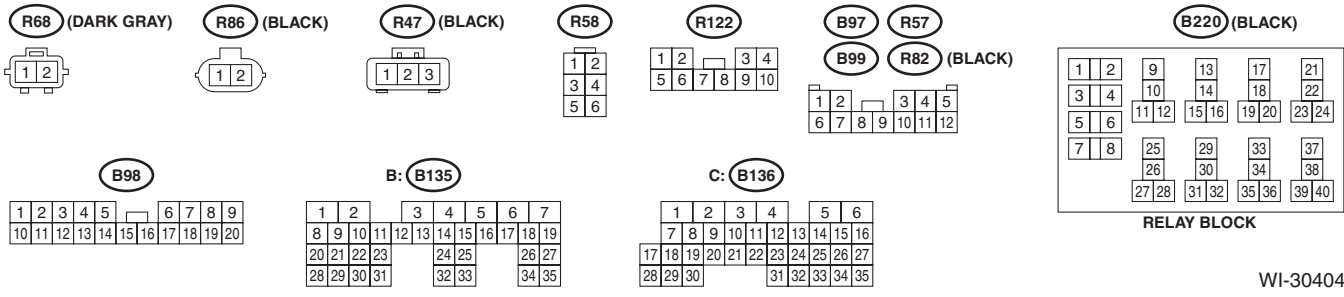 R68 (DARK GRAY) R86 (BLACK) R47 (BLACK) R58 R122 B97 R57 B220 (BLACK)
B99 R82 (BLACK)
1 2
1 2
1 2 3
1 2
3 4
5 6
1 2 3 4
5 6 7 8 9 10
1 2 3 4 5
6 7 8 9 10 11 12
1 2 9 13 17 21
3 4 10 14 18 22
11 12 15 16 19 20 23 24
5 6
7 8 25 29 33 37
26 30 34 38
27 28 31 32 35 36 39 40
RELAY BLOCK
B98
1 2 3 4 5 6 7 8 9
10 11 12 13 14 15 16 17 18 19 20
B: B135
1 2 3 4 5 6 7
8 9 10 11 12 13 14 15 16 17 18 19
20 21 22 23 24 25 26 27
28 29 30 31 32 33 34 35
C: B136
1 2 3 4 5 6
7 8 9 10 11 12 13 14 15 16
17 18 19 20 21 22 23 24 25 26 27
28 29 30 31 32 33 34 35
WI-30404